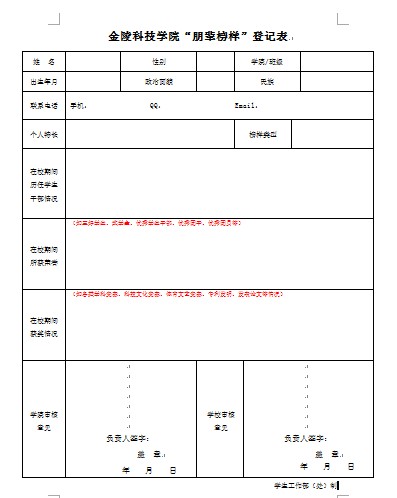 金陵科技学院“朋辈榜样”登记表
姓 名 性别 学院/班级
出生年月 政治面貌 民族
联系电话 手机: QQ: Email:
个人特长 榜样类型
在校期间
历任学生
干部情况
(如三好学生、奖学金、优秀学生干部、优秀团干、优秀团员等)
在校期间
所获荣誉
(如各类学科竞赛、科技文化竞赛、体育文艺竞赛、专利发明、发表论文等情况)
在校期间
获奖情况
学院审核
意见
负责人签字:
盖 章
年 月 日
学校审核
意见
负责人签字:
盖 章
年 月 日
学生工作部(处)制